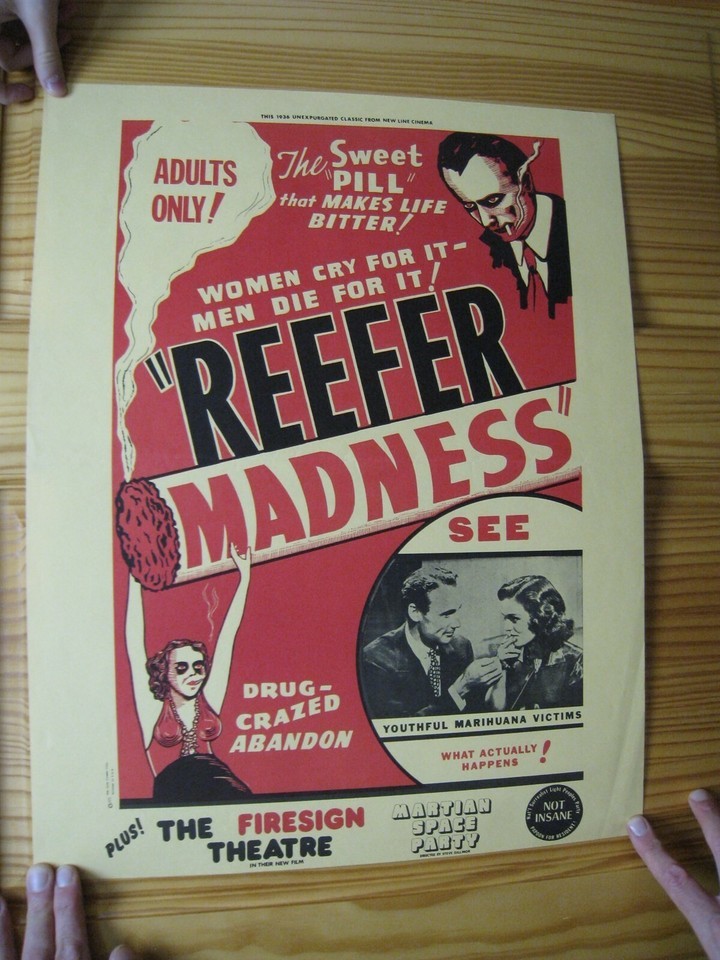 THIS 1936 UNEXPURGATED CLASSIC FROM NEW LINE CINEMA
ADULTS
ONLY!
The Sweet
"PILL"
that MAKES LIFE
BITTER!
WOMEN CRY FOR IT-
MEN DIE FOR IT!
"REEFER
MADNESS"
SEE
YOUTHFUL MARIHUANA VICTIMS
WHAT ACTUALLY
HAPPENS!
DRUG-
CRAZED
ABANDON
PLUS!
THE FIRESIGN
THEATRE
IN THEIR NEW FILM
MARTIAN
SPACE
PARTY
NOT
INSANE